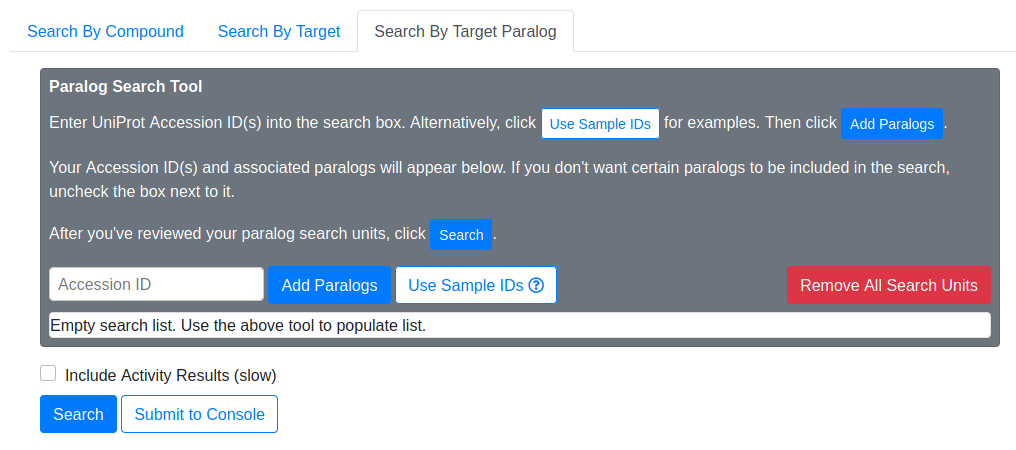 Search By Compound Search By Target Search By Target Paralog
Paralog Search Tool
Enter UniProt Accession ID(s) into the search box. Alternatively, click Use Sample IDs for examples. Then click Add Paralogs.
Your Accession ID(s) and associated paralogs will appear below. If you don't want certain paralogs to be included in the search,
uncheck the box next to it.
After you've reviewed your paralog search units, click Search.
Accession ID Add Paralogs Use Sample IDs ? Remove All Search Units
Empty search list. Use the above tool to populate list.
Include Activity Results (slow)
Search Submit to Console